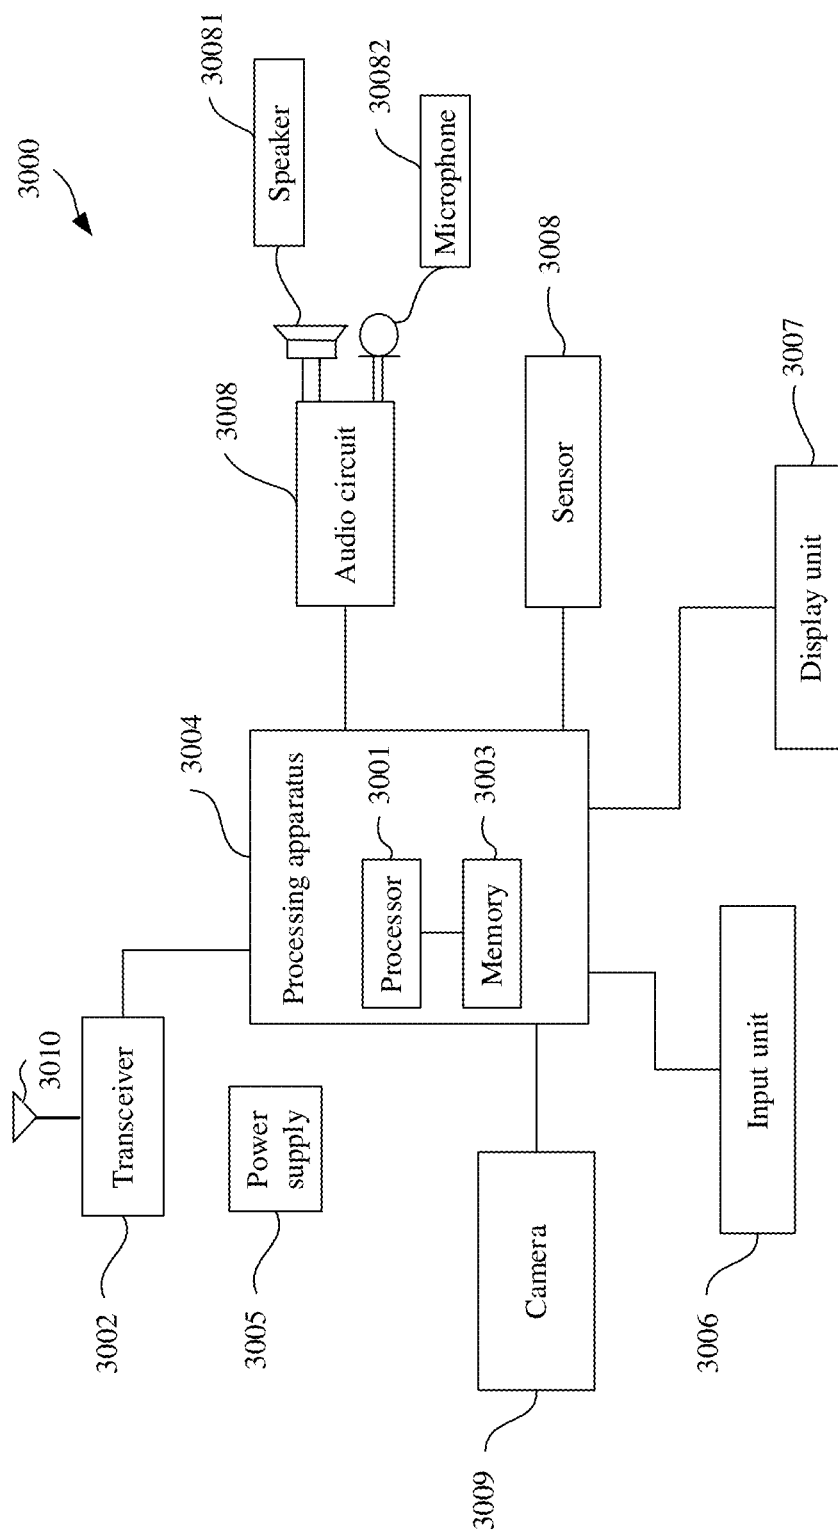 3000
3010
Transceiver
3002
Power
supply
3005
Processing apparatus
3004
Processor
3001
Memory
3003
Audio circuit
3008
Speaker
30081
Microphone
30082
Sensor
3008
Camera
3009
Input unit
3006
Display unit
3007